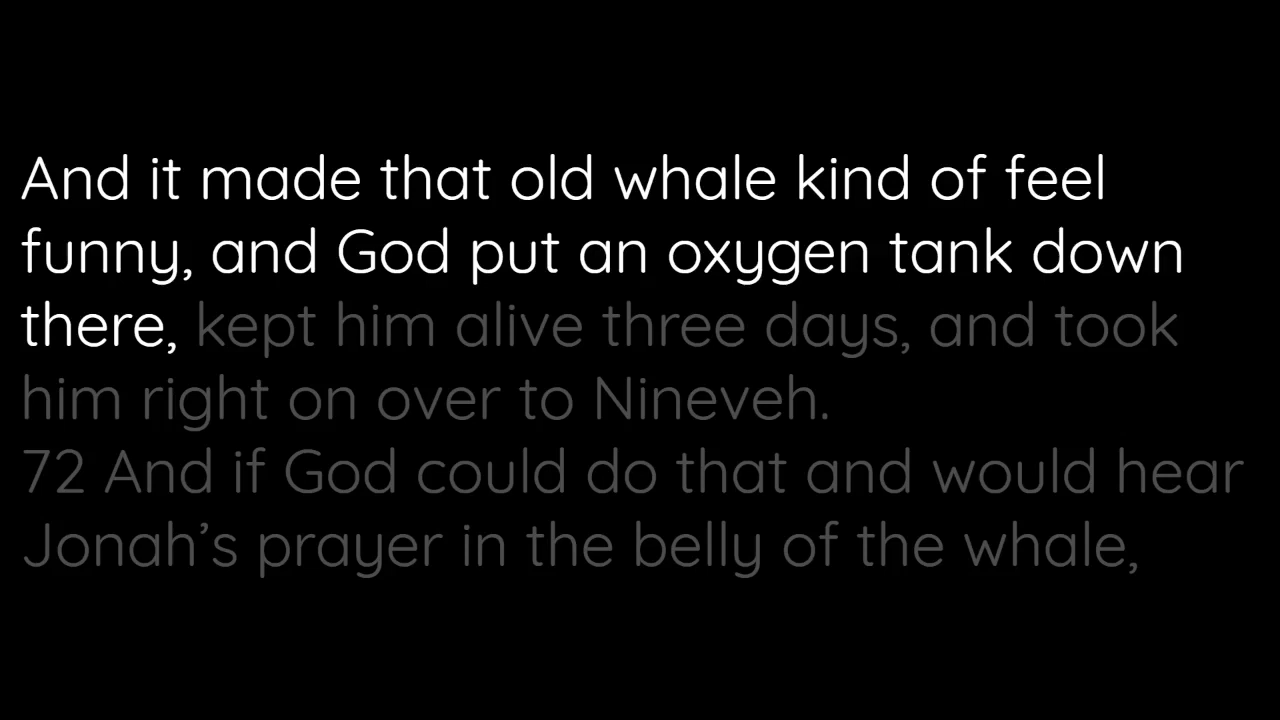 And it made that old whale kind of feel
funny, and God put an oxygen tank down
there, kept him alive three days, and took
him right on over to Nineveh.
72 And if God could do that and would hear
Jonah’s prayer in the belly of the whale,